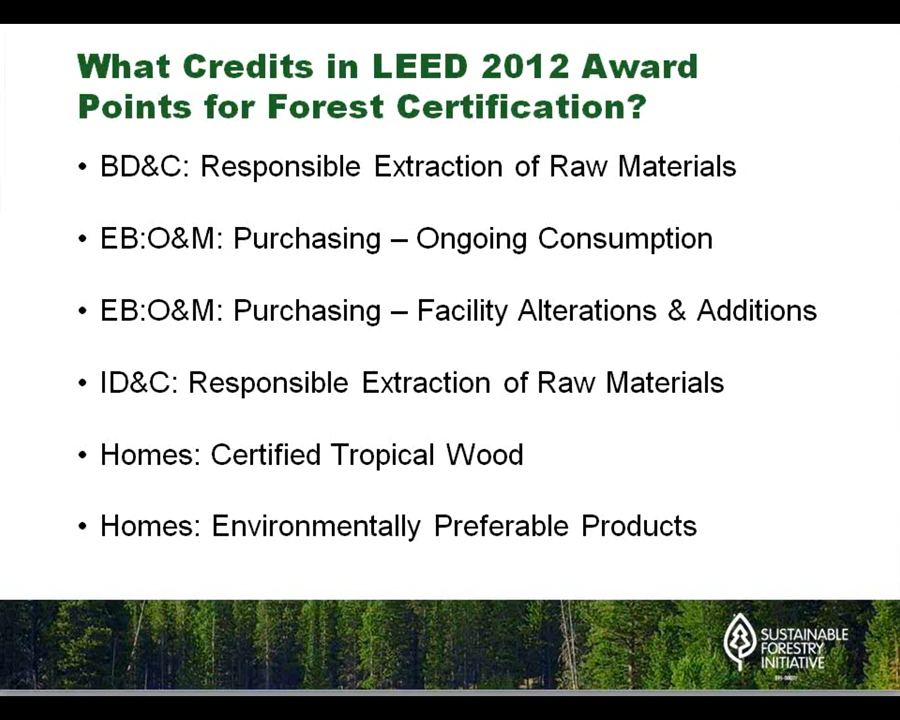 What Credits in LEED 2012 Award
Points for Forest Certification?
• BD&C: Responsible Extraction of Raw Materials
• EB:O&M: Purchasing – Ongoing Consumption
• EB:O&M: Purchasing – Facility Alterations & Additions
• ID&C: Responsible Extraction of Raw Materials
• Homes: Certified Tropical Wood
• Homes: Environmentally Preferable Products
SUSTAINABLE
FORESTRY
INITIATIVE